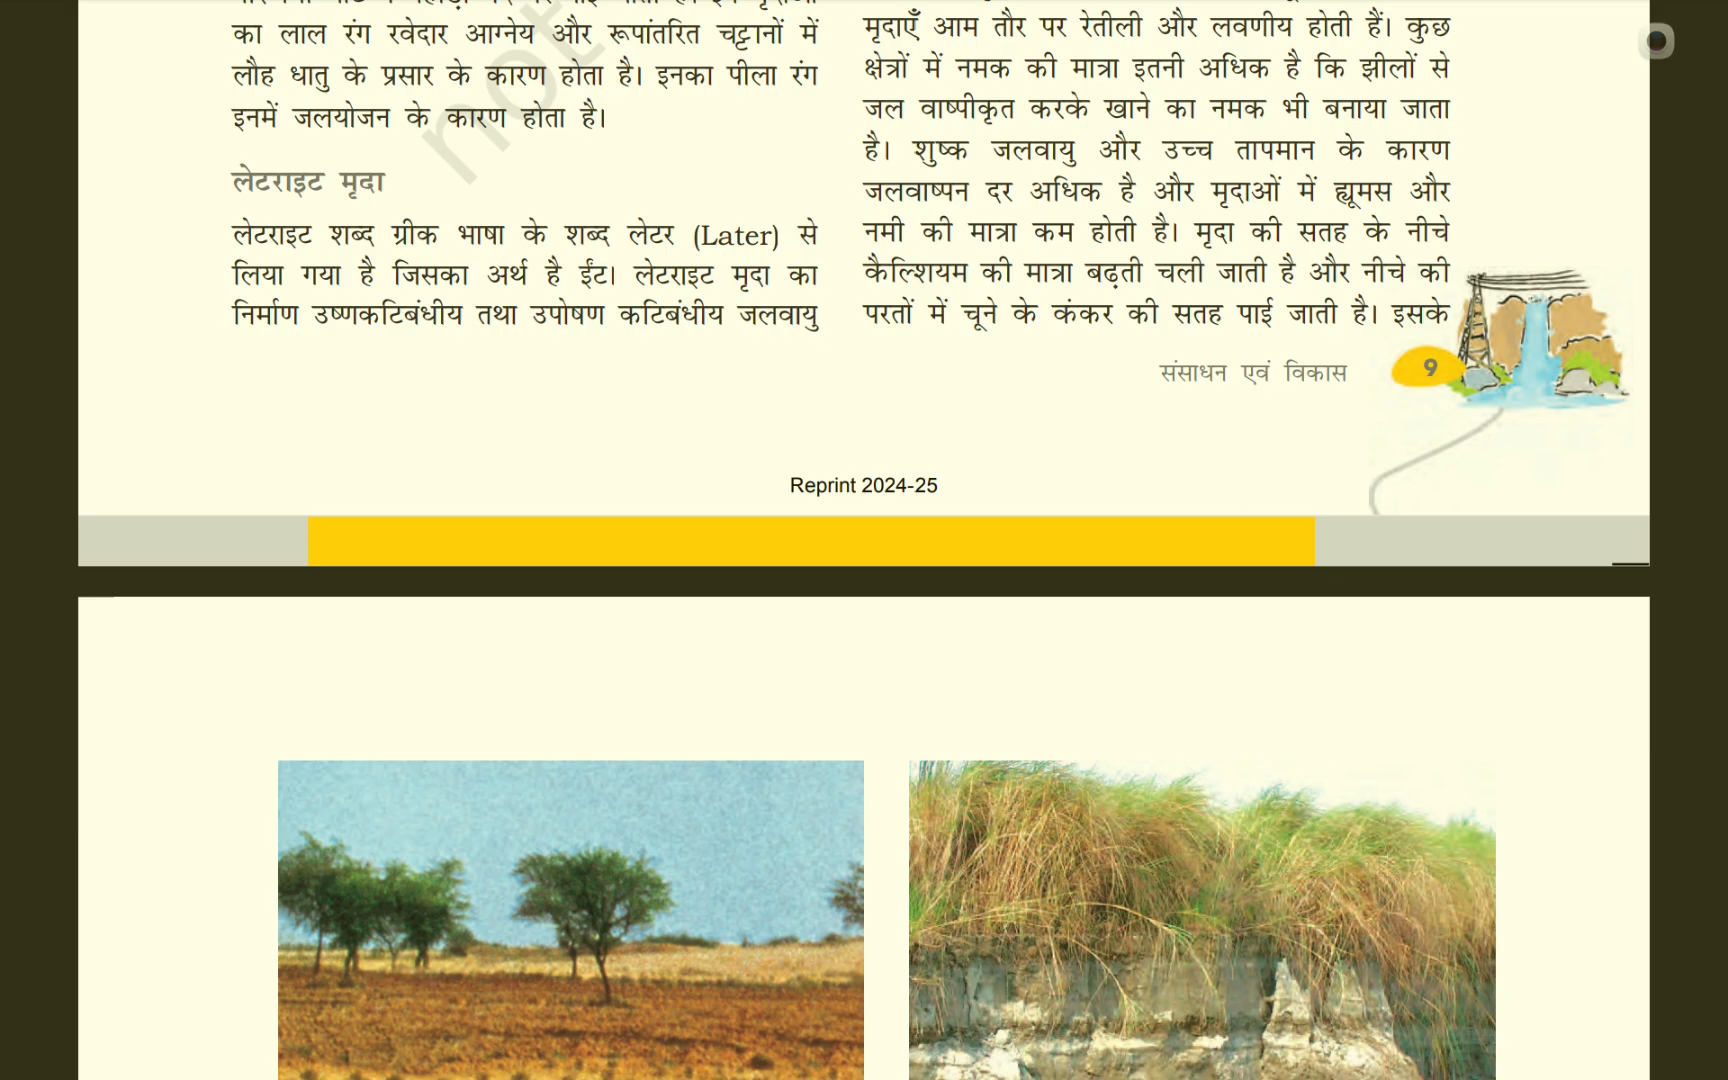 का लाल रंग रवेदार आग्नेय और रूपांतरित चट्टानों में
लौह धातु के प्रसार के कारण होता है। इनका पीला रंग
इनमें जलयोजन के कारण होता है।
लेटराइट मृदा
लेटराइट शब्द ग्रीक भाषा के शब्द लेटर (Later) से
लिया गया है जिसका अर्थ है ईंट। लेटराइट मृदा का
निर्माण उष्णकटिबंधीय तथा उपोषण कटिबंधीय जलवायु
मृदाएँ आम तौर पर रेतीली और लवणीय होती हैं। कुछ
क्षेत्रों में नमक की मात्रा इतनी अधिक है कि झीलों से
जल वाष्पीकृत करके खाने का नमक भी बनाया जाता
है। शुष्क जलवायु और उच्च तापमान के कारण
जलवाष्पन दर अधिक है और मृदाओं में ह्यूमस और
नमी की मात्रा कम होती है। मृदा की सतह के नीचे
कैल्शियम की मात्रा बढ़ती चली जाती है और नीचे की
परतों में चूने के कंकर की सतह पाई जाती है। इसके
संसाधन एवं विकास
9
Reprint 2024-25
not